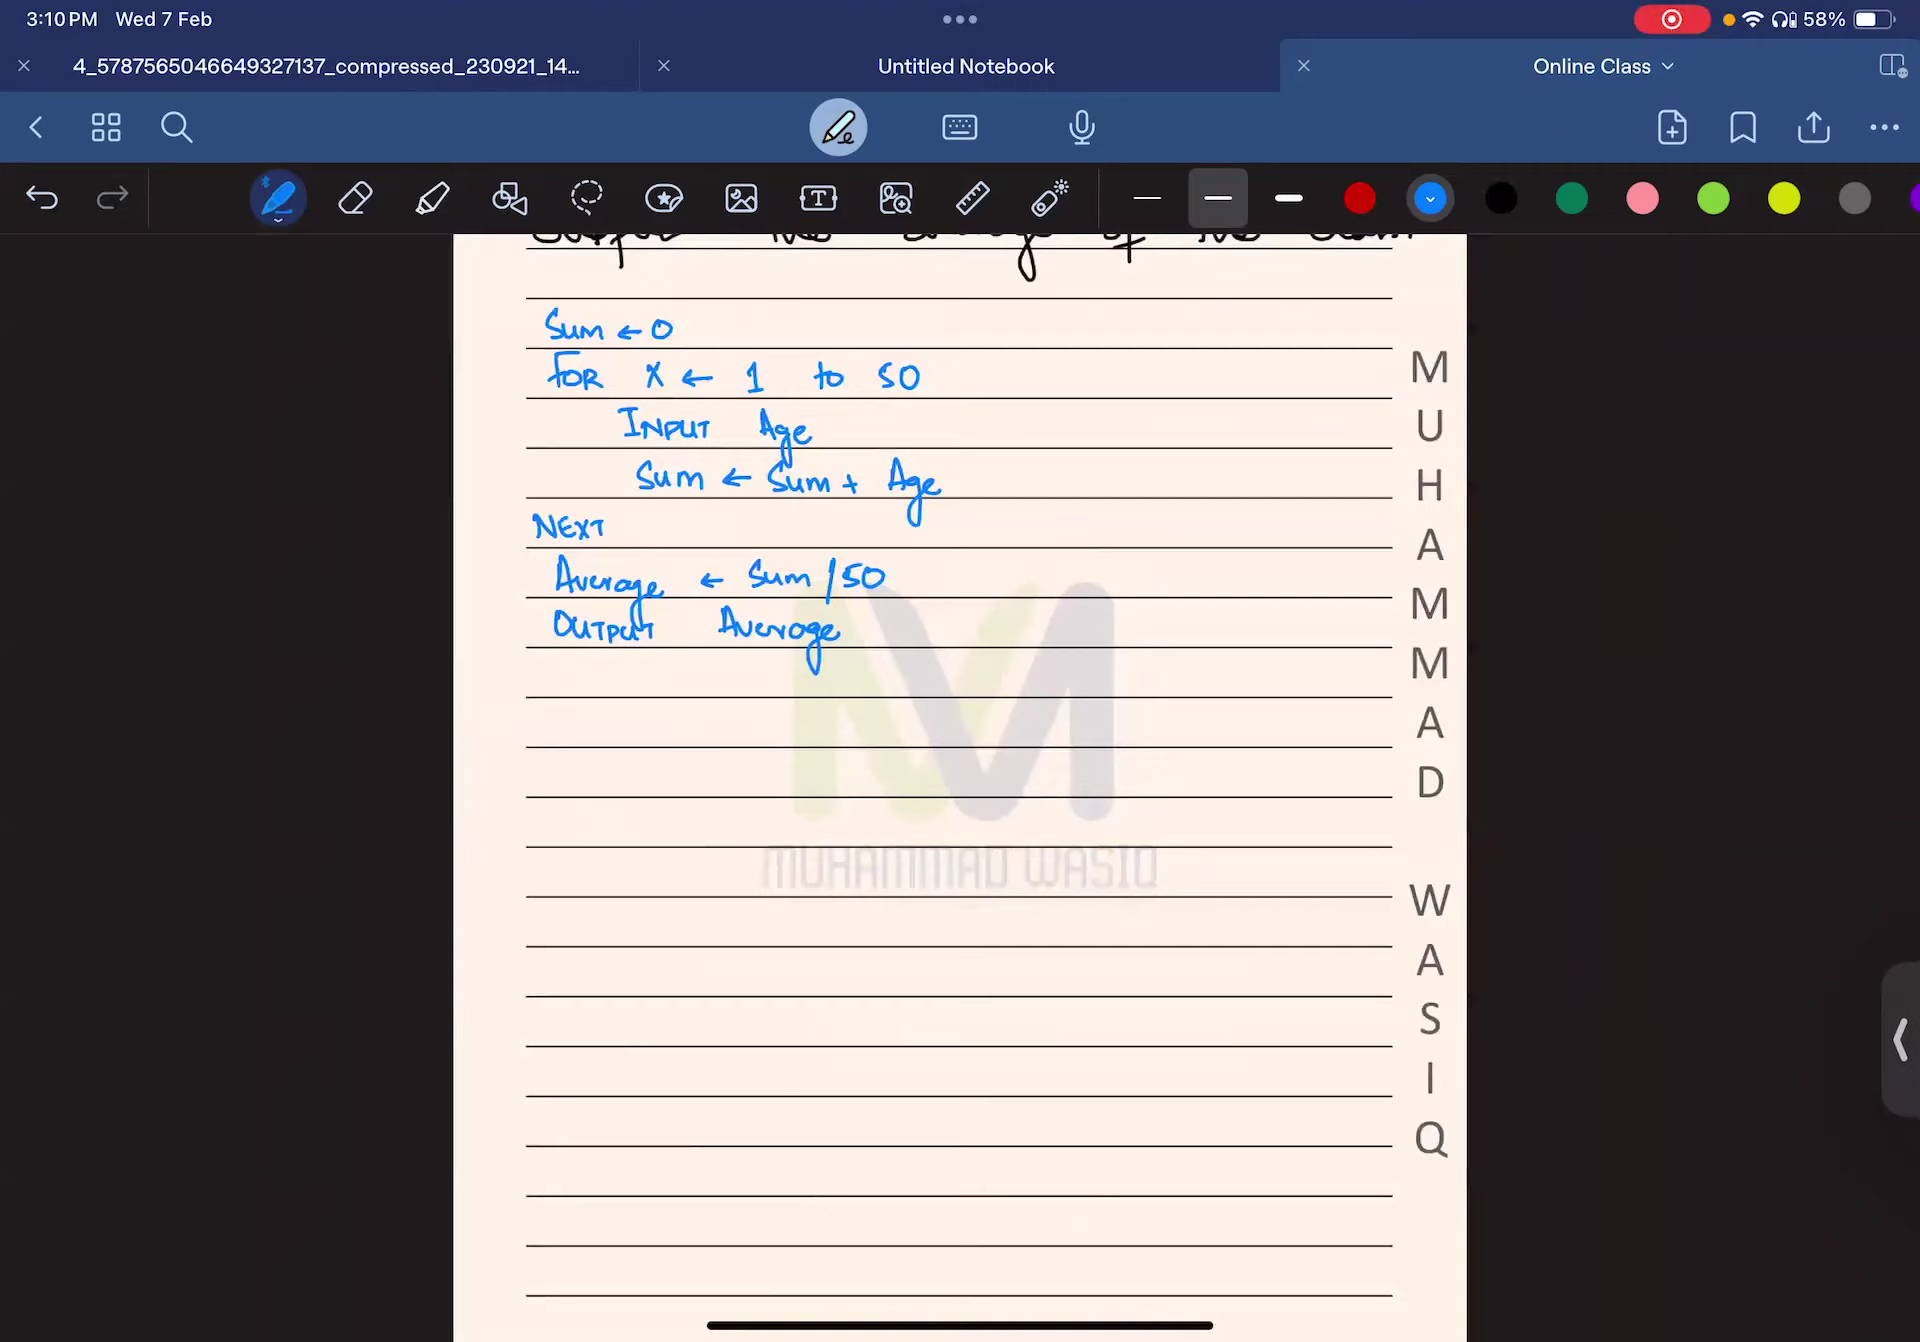 3:10 PM Wed 7 Feb
58%
4_5787565046649327137_compressed_230921_14...
Untitled Notebook
Online Class
Sum ← 0
FOR X ← 1 to 50
INPUT Age
Sum ← Sum + Age
NEXT
Average ← Sum / 50
OUTPUT Average
MUHAMMAD WASIQ
MUHAMMAD WASIQ